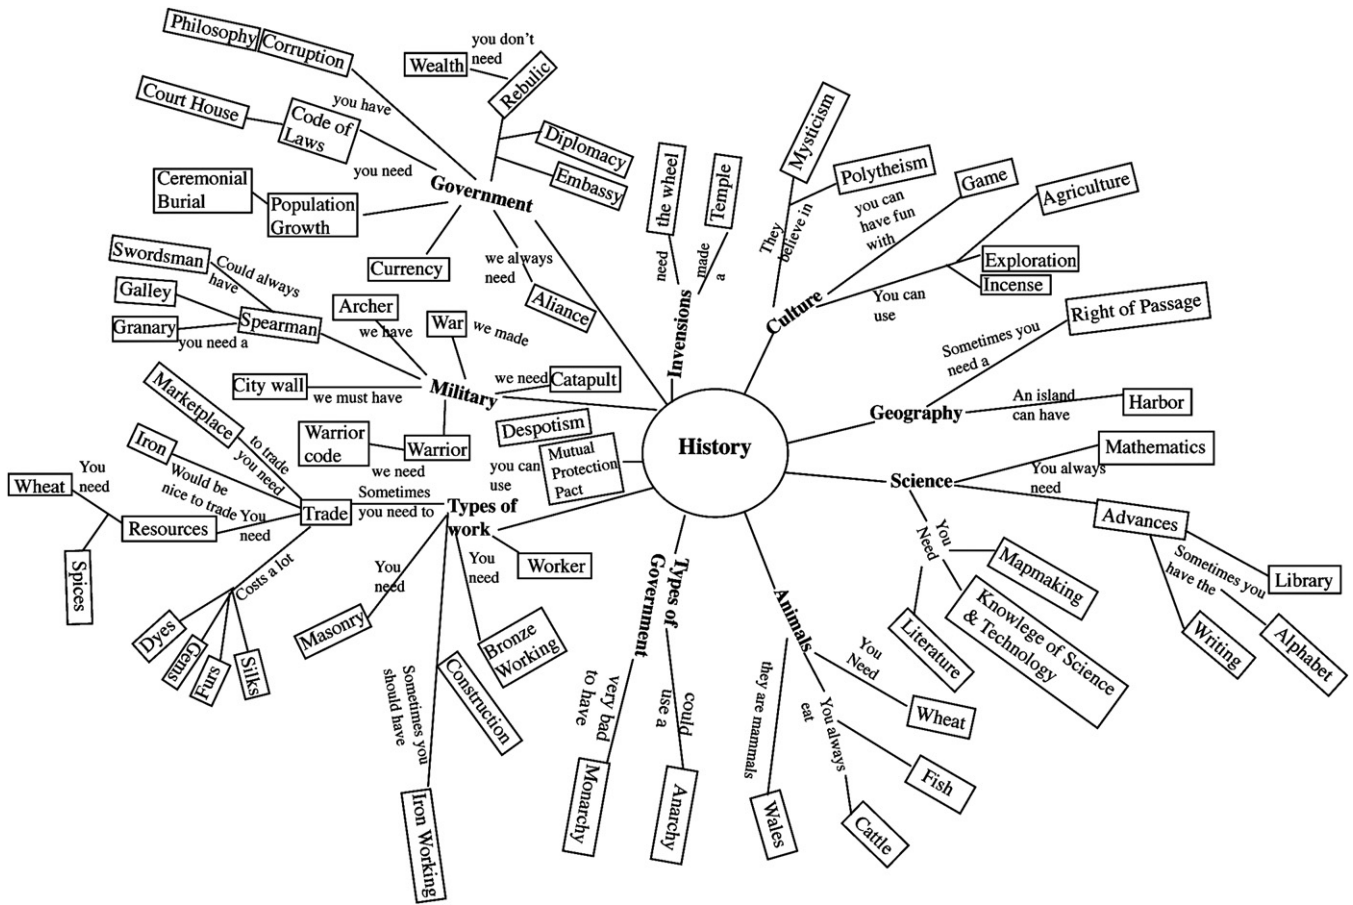 Philosophy
Corruption
you have
Court House
Code of
Laws
you need
Ceremonial
Burial
Population
Growth
Currency
Government
Wealth
you don't
need
Rebulic
Diplomacy
Embassy
we always
need
Aliance
Swordsman
Could always
have
Galley
Granary
you need a
Spearman
Archer
we have
War
we made
City wall
we must have
Military
we need
Catapult
Warrior
code
we need
Warrior
Despotism
Mutual
Protection
Pact
you can
use
Marketplace
to trade
you need
Iron
Would be
nice to trade
Wheat
You
need
Resources
You
need
Spices
Trade
Sometimes
you need to
Types of
work
Costs a lot
Dyes
Gems
Furs
Silks
Masonry
You
need
You
need
Worker
Bronze
Working
Construction
Sometimes you
should have
Iron Working
History
Invensions
need
the wheel
made
a
Temple
Culture
They
believe in
Mysticism
Polytheism
you can
have fun
with
Game
Agriculture
Exploration
Incense
You can
use
Geography
Sometimes you
need a
Right of Passage
An island
can have
Harbor
Science
Mathematics
You always
need
Advances
Sometimes you
have the
Library
Alphabet
Writing
You
Need
Mapmaking
Knowlege of Science
& Technology
Literature
Animals
You
Need
Wheat
You always
eat
Fish
Cattle
they are mammals
Wales
Types of
Government
very bad
to have
Monarchy
could
use a
Anarchy